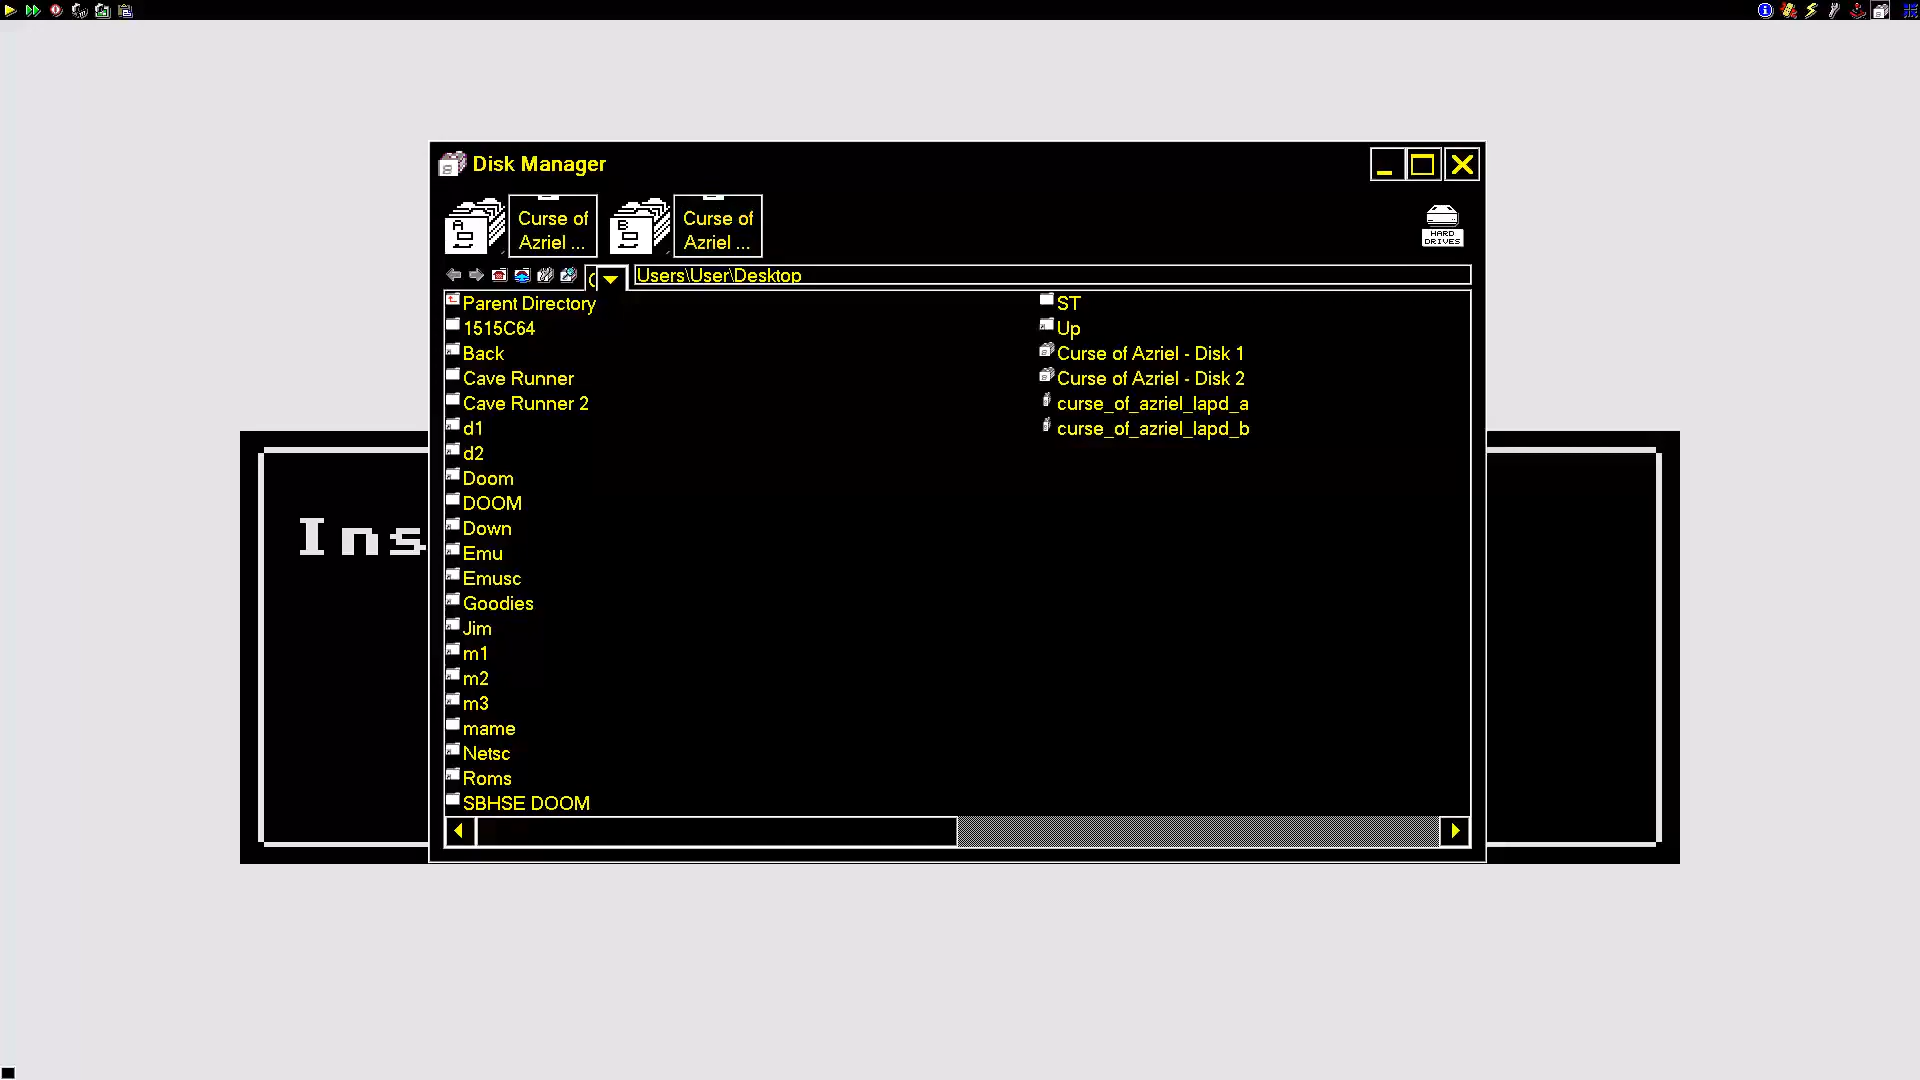 Disk Manager
A
Curse of
Azriel ...
B
Curse of
Azriel ...
HARD
DRIVES
Users\User\Desktop
Parent Directory
1515C64
Back
Cave Runner
Cave Runner 2
d1
d2
Doom
DOOM
Down
Emu
Emusc
Goodies
Jim
m1
m2
m3
mame
Netsc
Roms
SBHSE DOOM
ST
Up
Curse of Azriel - Disk 1
Curse of Azriel - Disk 2
curse_of_azriel_lapd_a
curse_of_azriel_lapd_b
Ins